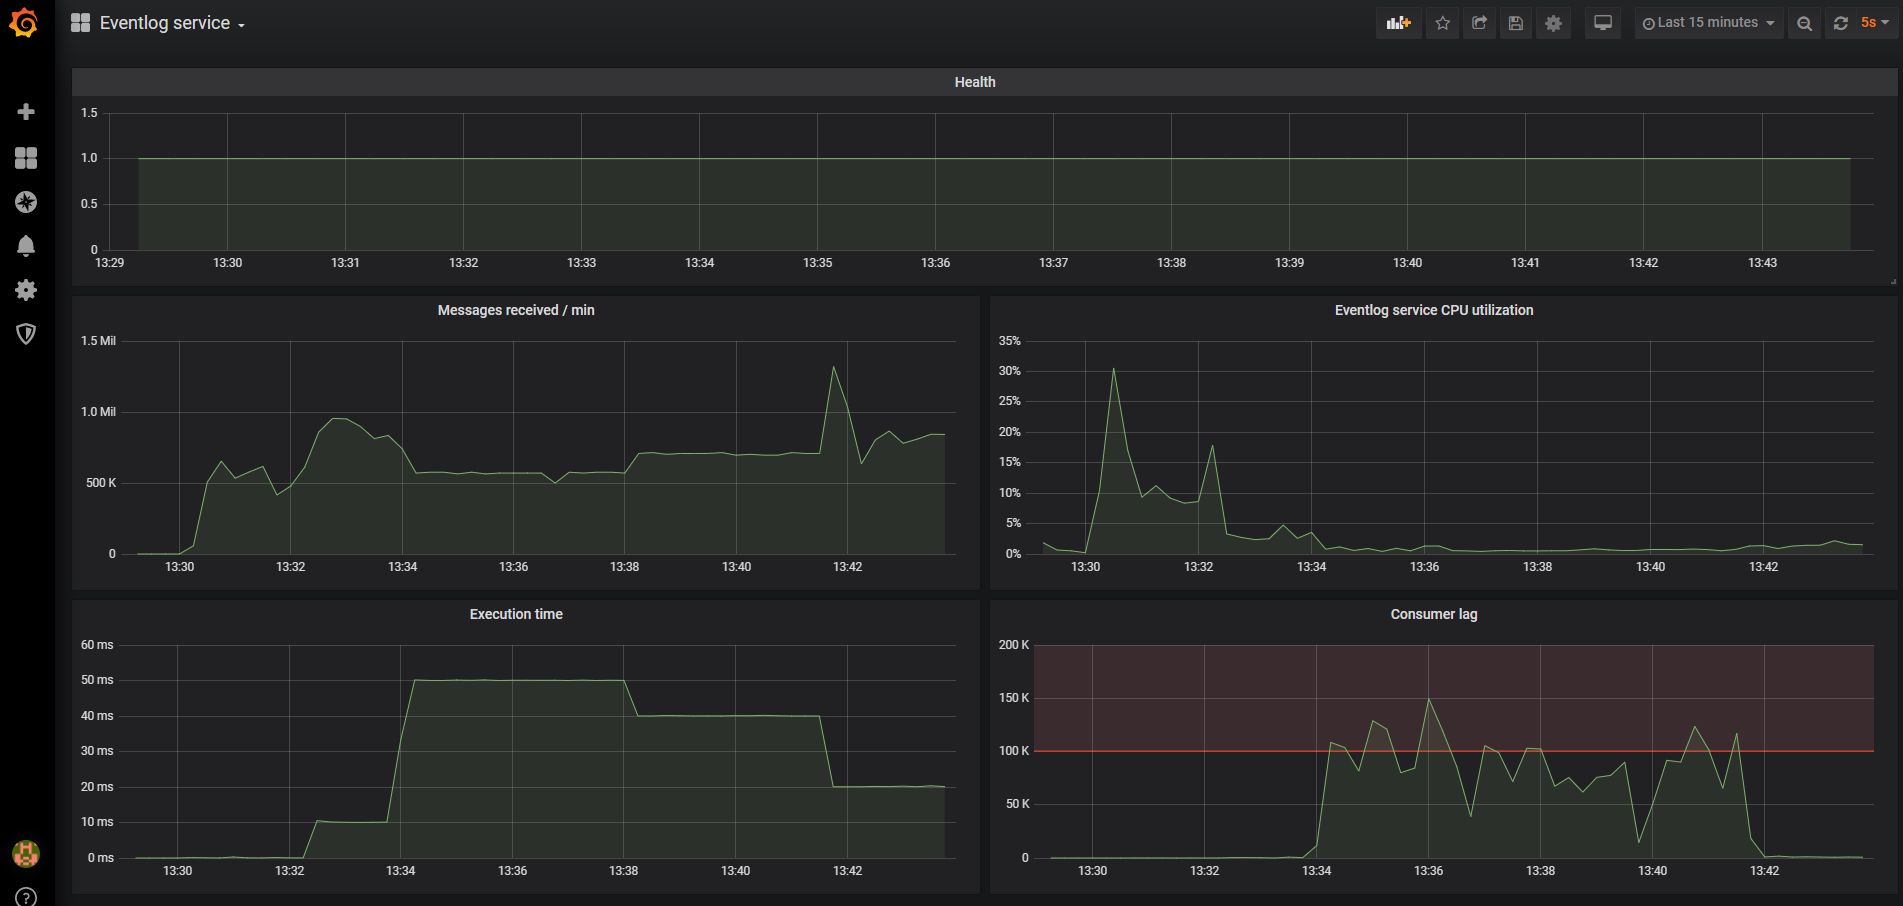 Eventlog service
Last 15 minutes
5s
Health
1.5
1.0
0.5
0
13:29 13:30 13:31 13:32 13:33 13:34 13:35 13:36 13:37 13:38 13:39 13:40 13:41 13:42 13:43
Messages received / min
1.5 Mil
1.0 Mil
500 K
0
13:30 13:32 13:34 13:36 13:38 13:40 13:42
Eventlog service CPU utilization
35%
30%
25%
20%
15%
10%
5%
0%
13:30 13:32 13:34 13:36 13:38 13:40 13:42
Execution time
60 ms
50 ms
40 ms
30 ms
20 ms
10 ms
0 ms
13:30 13:32 13:34 13:36 13:38 13:40 13:42
Consumer lag
200 K
150 K
100 K
50 K
0
13:30 13:32 13:34 13:36 13:38 13:40 13:42
?